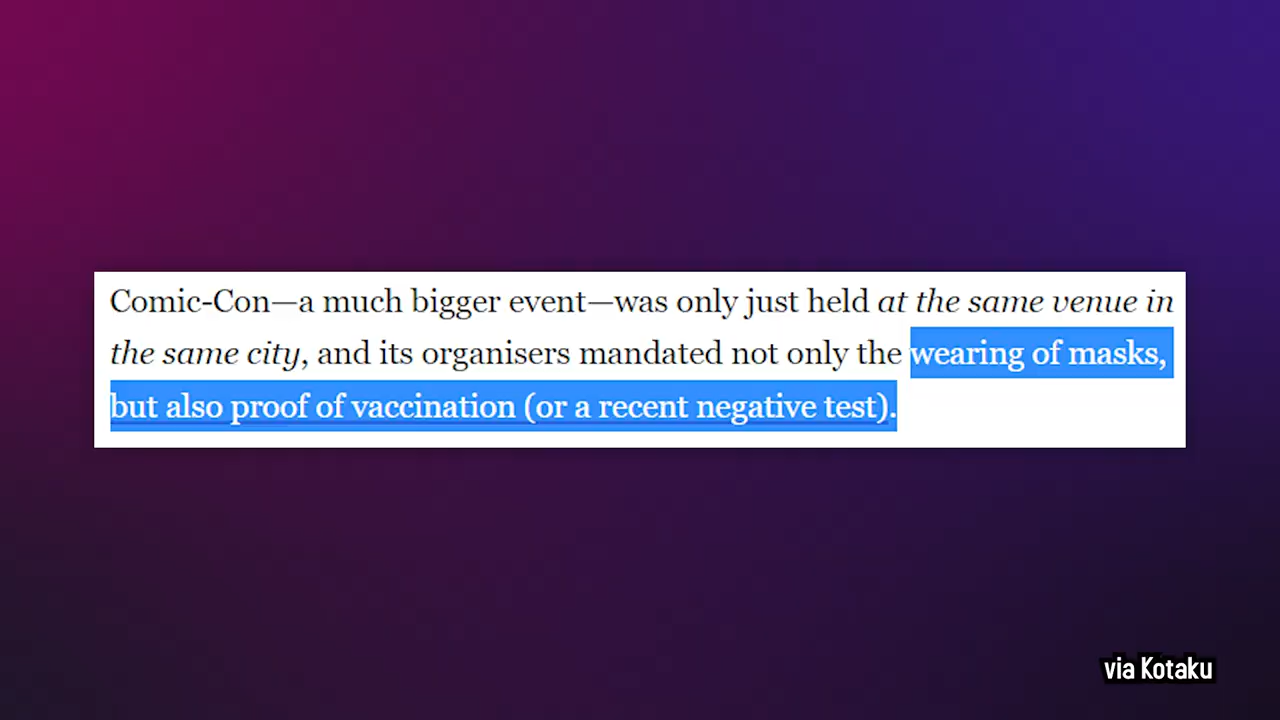 Comic-Con—a much bigger event—was only just held at the same venue in
the same city, and its organisers mandated not only the wearing of masks,
but also proof of vaccination (or a recent negative test).
via Kotaku